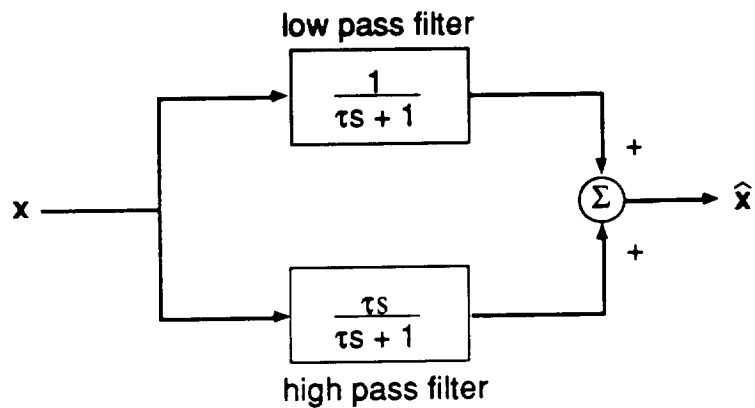 low pass filter
1
τs + 1
+
x
Σ
x̂
+
τs
τs + 1
high pass filter